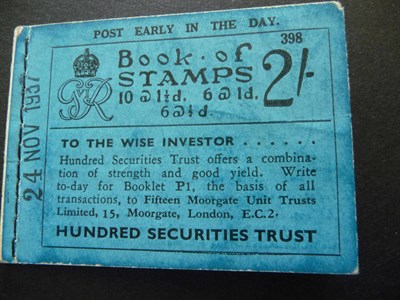 POST EARLY IN THE DAY.
398
Book of
STAMPS
2/-
GVIR
10 @ 1½d. 6 @ 1d.
6 @ ½d.
24 NOV 1937
TO THE WISE INVESTOR . . . . . .
Hundred Securities Trust offers a combina-
tion of strength and good yield. Write
to-day for Booklet P1, the basis of all
transactions, to Fifteen Moorgate Unit Trusts
Limited, 15, Moorgate, London, E.C.2.
HUNDRED SECURITIES TRUST